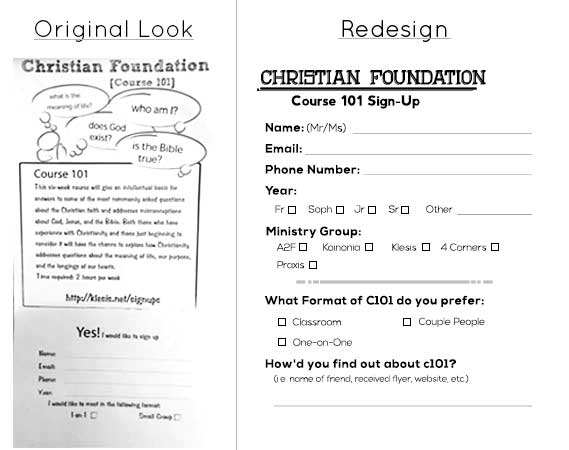 Original Look
Christian Foundation
[Course 101]
what is the
meaning of life?
Who am I?
does God
exist?
is the Bible
true?
Course 101
This six-week course will give an intellectual basis for
answers to some of the most commonly asked questions
about the Christian faith and addresses misconceptions
about God, Jesus, and the Bible. Both those who have
experience with Christianity and those just beginning to
consider it will have the chance to explore how Christianity
addresses questions about the meaning of life, our purpose,
and the longings of our hearts.
Time required: 2 hours per week
http://klesis.net/signups
Yes! I would like to sign up
Name:
Email:
Phone:
Year:
I would like to meet in the following format:
1 on 1
Small Group
Redesign
CHRISTIAN FOUNDATION
Course 101 Sign-Up
Name: (Mr/Ms)
Email:
Phone Number:
Year:
Fr Soph Jr Sr Other
Ministry Group:
A2F Koinonia Klesis 4 Corners
Praxis
What Format of C101 do you prefer:
Classroom Couple People
One-on-One
How'd you find out about c101?
(i.e. name of friend, received flyer, website, etc.)